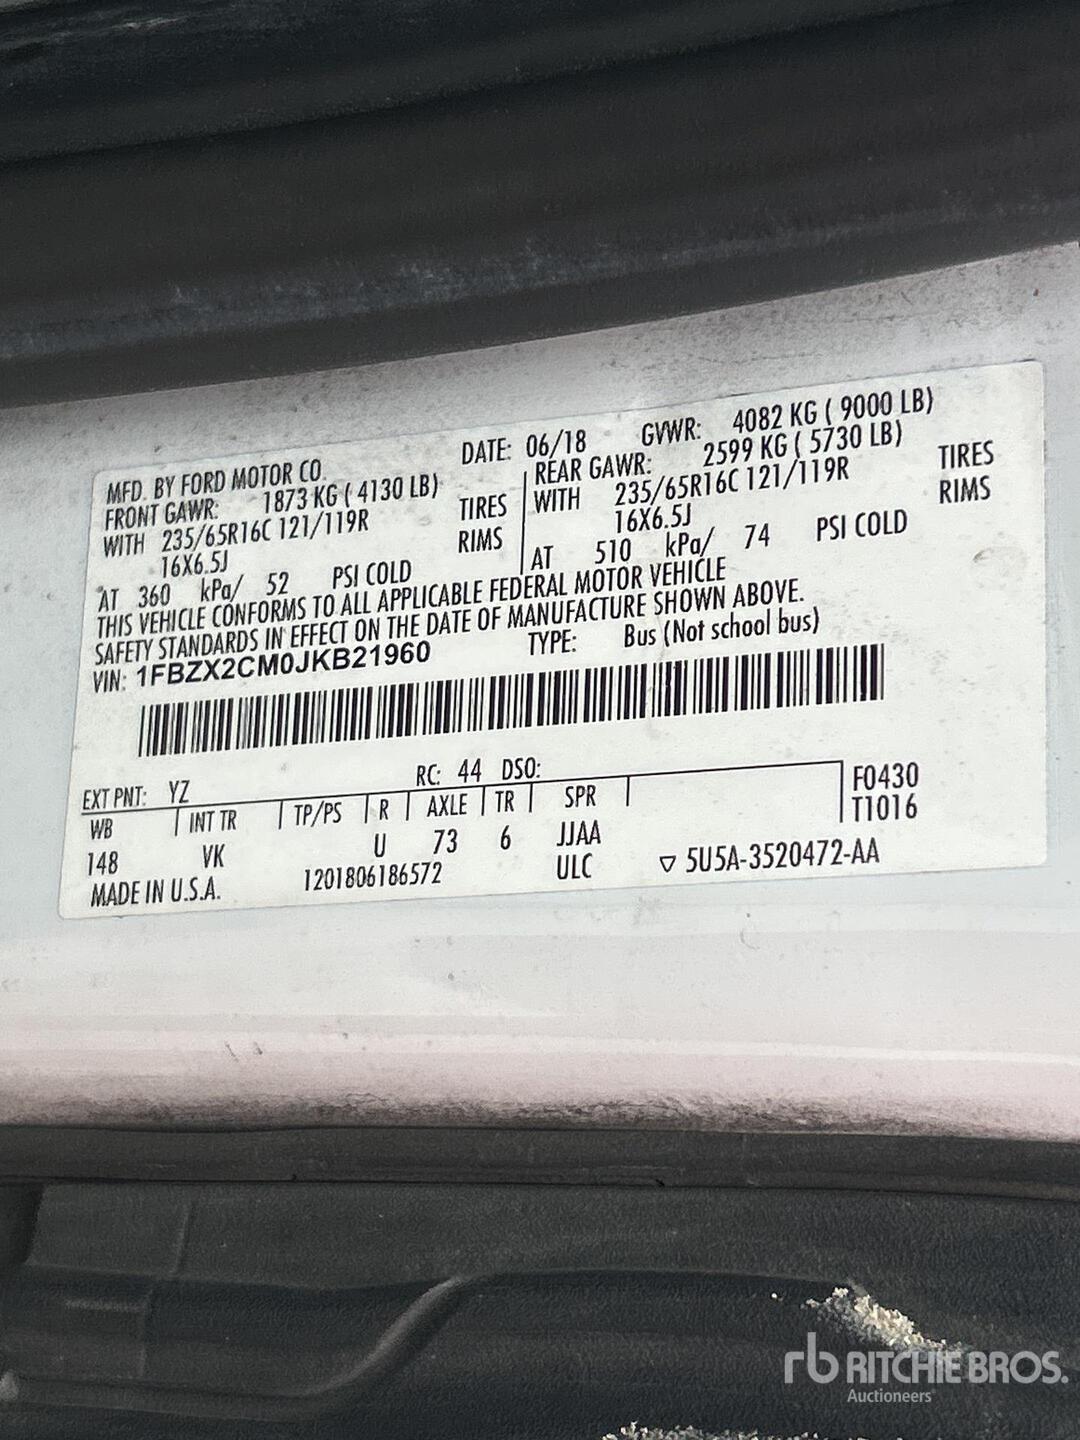 MFD. BY FORD MOTOR CO. DATE: 06/18 GVWR: 4082 KG ( 9000 LB)
FRONT GAWR: 1873 KG ( 4130 LB) REAR GAWR: 2599 KG ( 5730 LB)
WITH 235/65R16C 121/119R TIRES WITH 235/65R16C 121/119R TIRES
16X6.5J RIMS 16X6.5J RIMS
AT 360 kPa/ 52 PSI COLD AT 510 kPa/ 74 PSI COLD
THIS VEHICLE CONFORMS TO ALL APPLICABLE FEDERAL MOTOR VEHICLE
SAFETY STANDARDS IN EFFECT ON THE DATE OF MANUFACTURE SHOWN ABOVE.
VIN: 1FBZX2CM0JKB21960 TYPE: Bus (Not school bus)
EXT PNT: YZ RC: 44 DSO: F0430
WB INT TR TP/PS R AXLE TR SPR T1016
148 VK U 73 6 JJAA
MADE IN U.S.A. 1201806186572 ULC ▽ 5U5A-3520472-AA
rb RITCHIE BROS.
Auctioneers